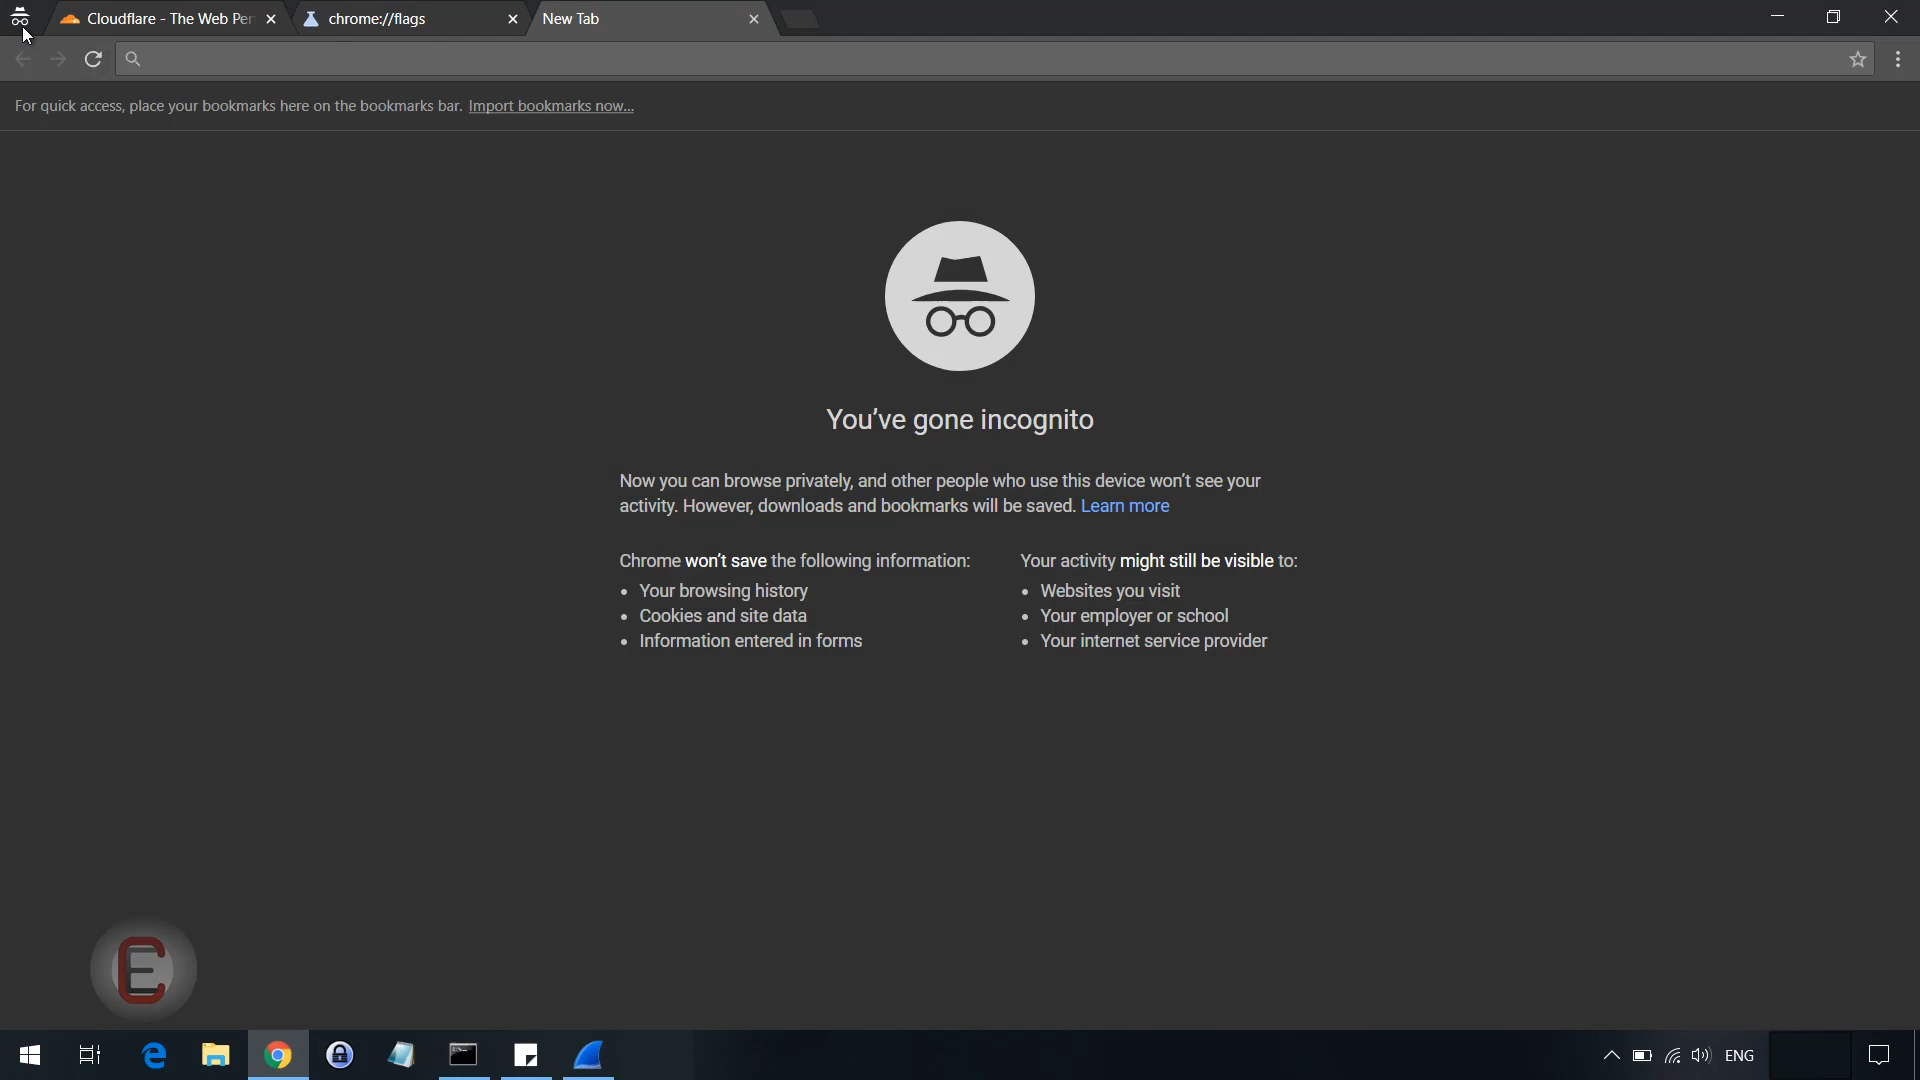 Cloudflare - The Web Per
chrome://flags
New Tab
For quick access, place your bookmarks here on the bookmarks bar. Import bookmarks now...
You've gone incognito
Now you can browse privately, and other people who use this device won't see your
activity. However, downloads and bookmarks will be saved. Learn more
Chrome won't save the following information:
• Your browsing history
• Cookies and site data
• Information entered in forms
Your activity might still be visible to:
• Websites you visit
• Your employer or school
• Your internet service provider
E
ENG